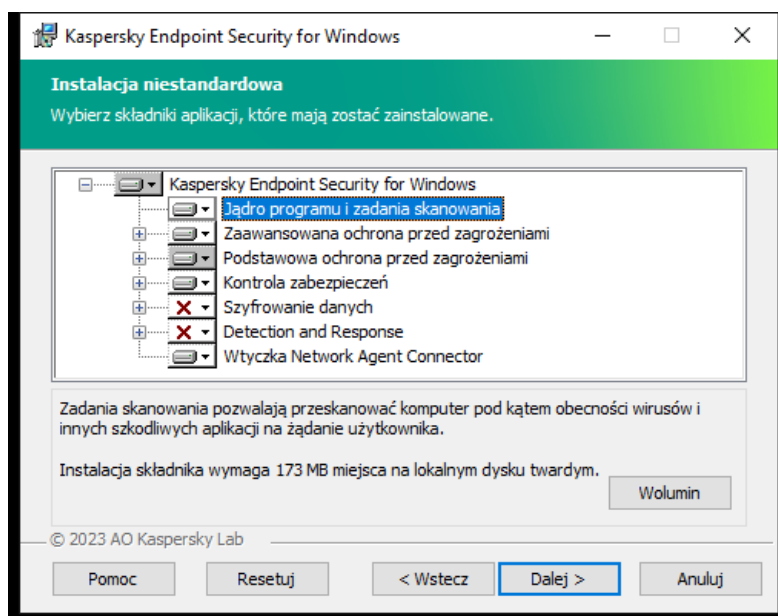 Kaspersky Endpoint Security for Windows
Instalacja niestandardowa
Wybierz składniki aplikacji, które mają zostać zainstalowane.
Kaspersky Endpoint Security for Windows
Jądro programu i zadania skanowania
Zaawansowana ochrona przed zagrożeniami
Podstawowa ochrona przed zagrożeniami
Kontrola zabezpieczeń
Szyfrowanie danych
Detection and Response
Wtyczka Network Agent Connector
Zadania skanowania pozwalają przeskanować komputer pod kątem obecności wirusów i
innych szkodliwych aplikacji na żądanie użytkownika.
Instalacja składnika wymaga 173 MB miejsca na lokalnym dysku twardym.
Wolumin
© 2023 AO Kaspersky Lab
Pomoc Resetuj < Wstecz Dalej > Anuluj